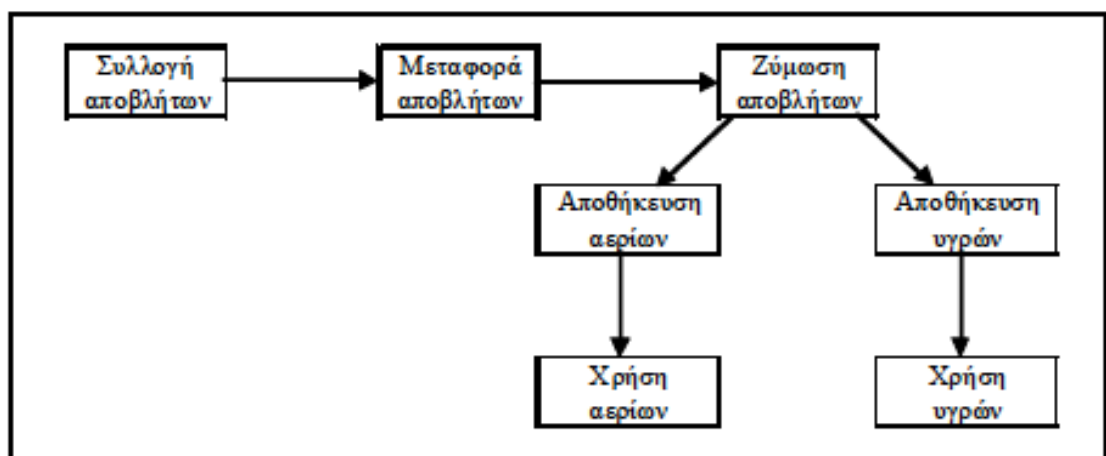 Συλλογή
αποβλήτων
Μεταφορά
αποβλήτων
Ζύμωση
αποβλήτων
Αποθήκευση
αερίων
Αποθήκευση
υγρών
Χρήση
αερίων
Χρήση
υγρών